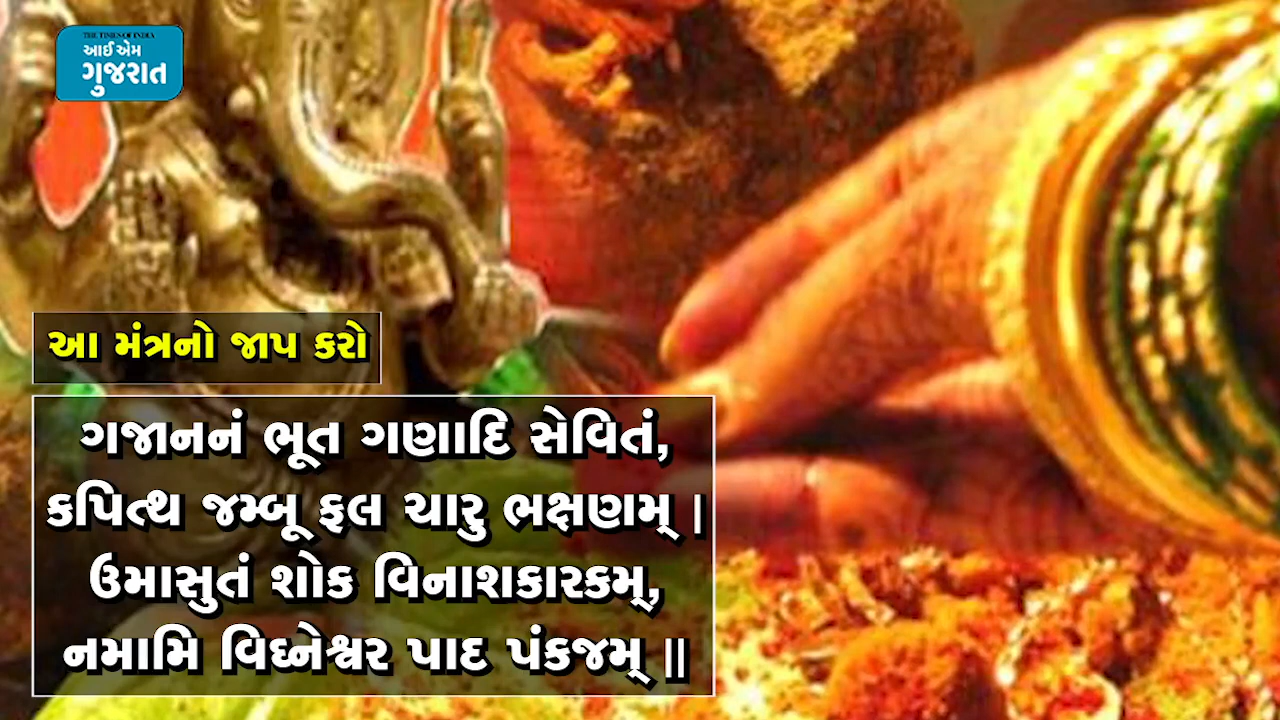 THE TIMES OF INDIA
આઈ એમ
ગુજરાત
આ મંત્રનો જાપ કરો
ગજાનનં ભૂત ગણાદિ સેવિતં,
કપિત્થ જમ્બૂ ફલ ચારુ ભક્ષણમ્ |
ઉમાસુતં શોક વિનાશકારકમ્,
નમામિ વિઘ્નેશ્વર પાદ પંકજમ્ ||